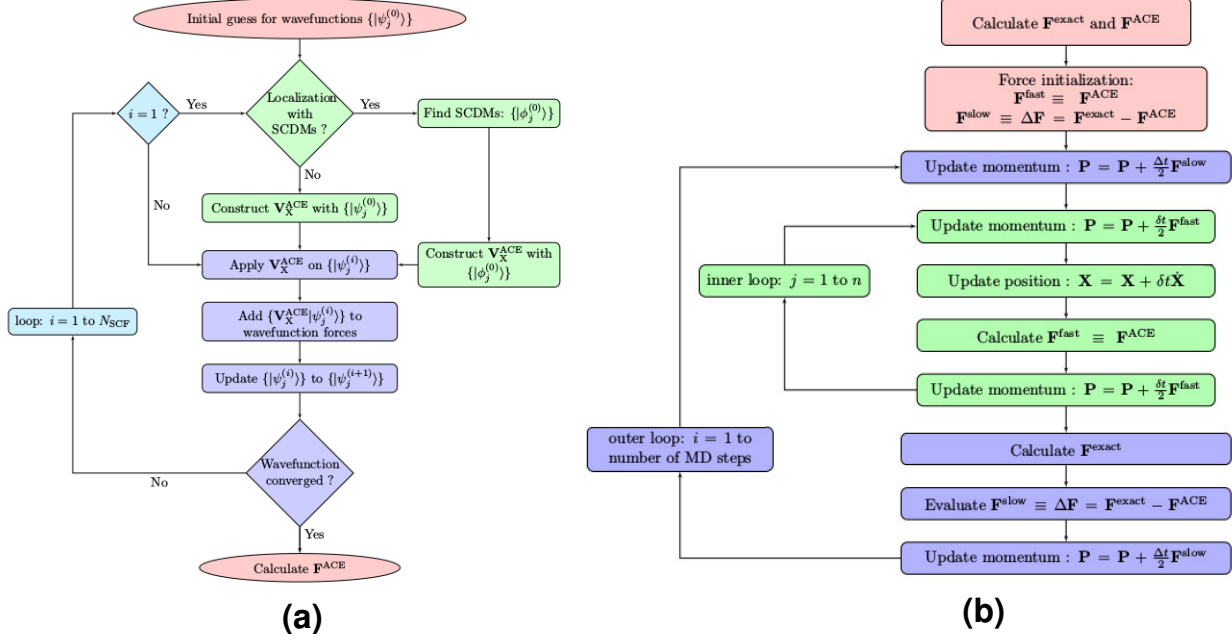 Initial guess for wavefunctions {|ψ_j^(0)⟩}
i = 1 ?
Yes
Localization
with
SCDMs ?
Yes
Find SCDMs: {|ϕ_j^(0)⟩}
No
No
Construct V_X^ACE with {|ψ_j^(0)⟩}
Construct V_X^ACE with
{|ϕ_j^(0)⟩}
Apply V_X^ACE on {|ψ_j^(i)⟩}
Add {V_X^ACE|ψ_j^(i)⟩} to
wavefunction forces
loop: i = 1 to N_SCF
Update {|ψ_j^(i)⟩} to {|ψ_j^(i+1)⟩}
Wavefunction
converged ?
No
Yes
Calculate F^ACE
(a)
Calculate F^exact and F^ACE
Force initialization:
F^fast ≡ F^ACE
F^slow ≡ ΔF = F^exact − F^ACE
Update momentum : P = P + Δt/2 F^slow
Update momentum : P = P + δt/2 F^fast
inner loop: j = 1 to n
Update position : X = X + δtẊ
Calculate F^fast ≡ F^ACE
Update momentum : P = P + δt/2 F^fast
outer loop: i = 1 to
number of MD steps
Calculate F^exact
Evaluate F^slow ≡ ΔF = F^exact − F^ACE
Update momentum : P = P + Δt/2 F^slow
(b)